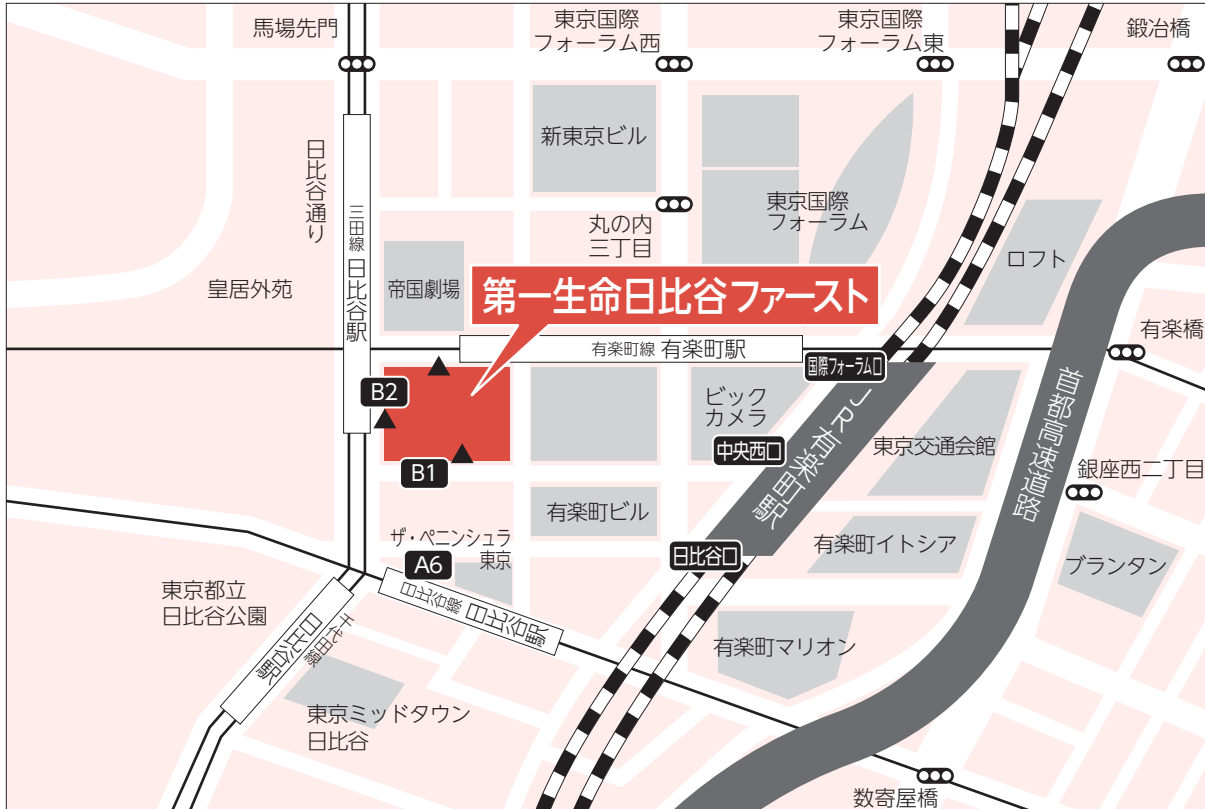 馬場先門
東京国際
フォーラム西
東京国際
フォーラム東
鍛冶橋
新東京ビル
日比谷通り
三田線 日比谷駅
丸の内
三丁目
東京国際
フォーラム
ロフト
皇居外苑
帝国劇場
第一生命日比谷ファースト
有楽橋
有楽町線 有楽町駅
国際フォーラム口
B2
ビック
カメラ
JR有楽町駅
首都高速道路
中央西口
東京交通会館
B1
銀座西二丁目
有楽町ビル
ザ・ペニンシュラ
東京
A6
日比谷口
有楽町イトシア
プランタン
東京都立
日比谷公園
日比谷線 日比谷駅
千代田線
日比谷駅
有楽町マリオン
東京ミッドタウン
日比谷
数寄屋橋